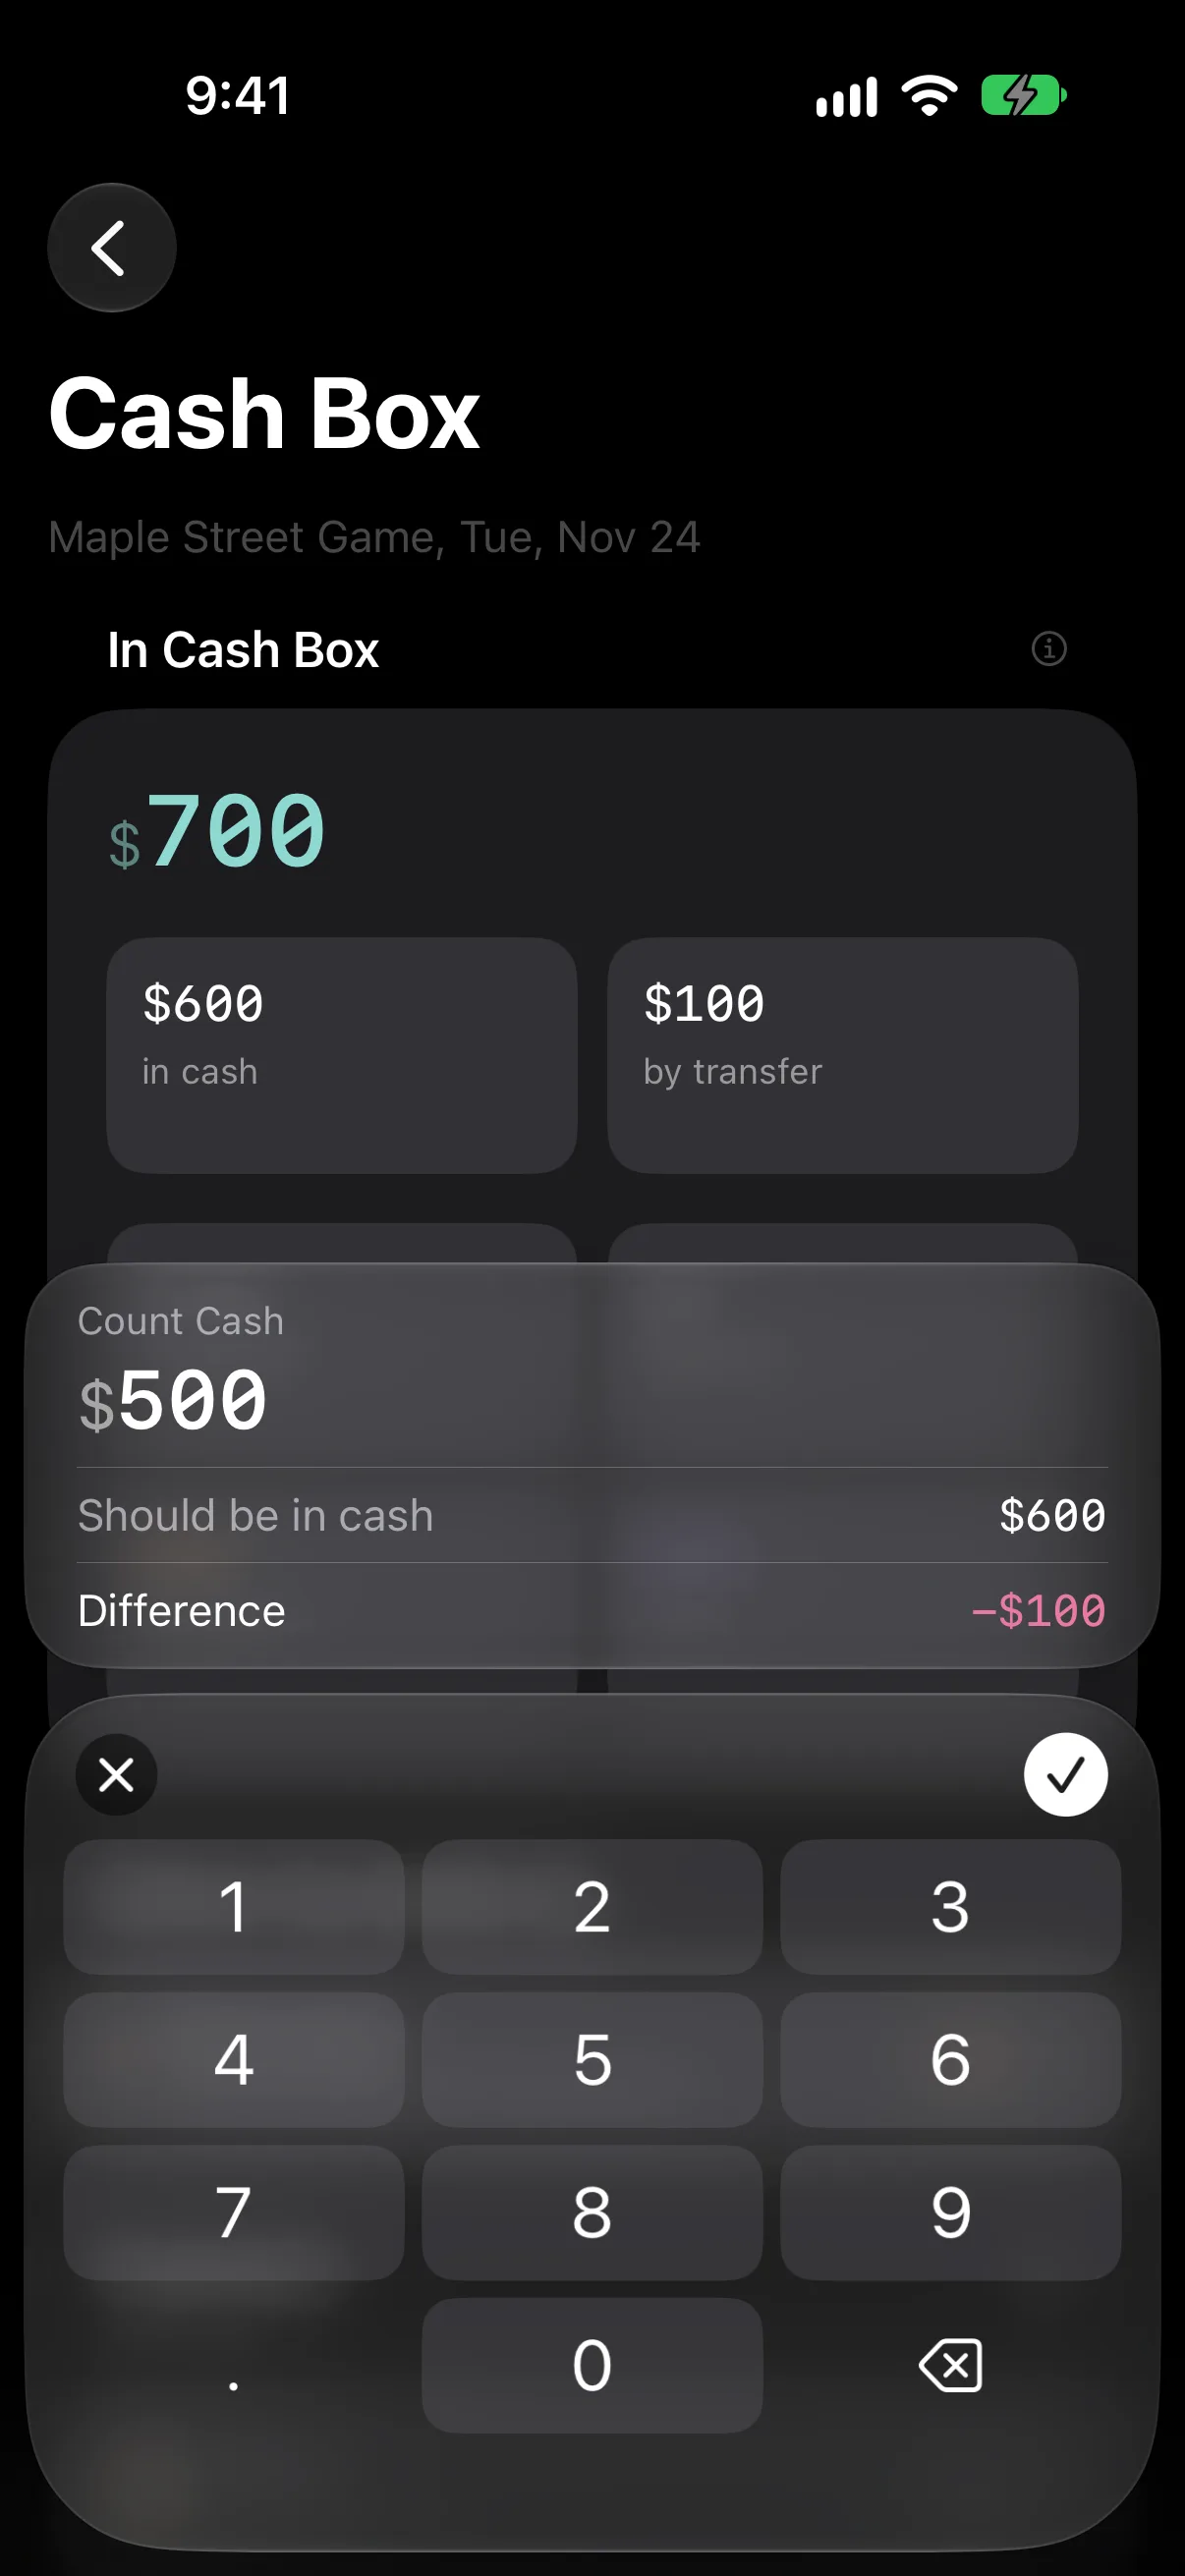 9:41
Cash Box
Maple Street Game, Tue, Nov 24
In Cash Box
$700
$600
in cash
$100
by transfer
Count Cash
$500
Should be in cash
$600
Difference
−$100
1
2
3
4
5
6
7
8
9
.
0